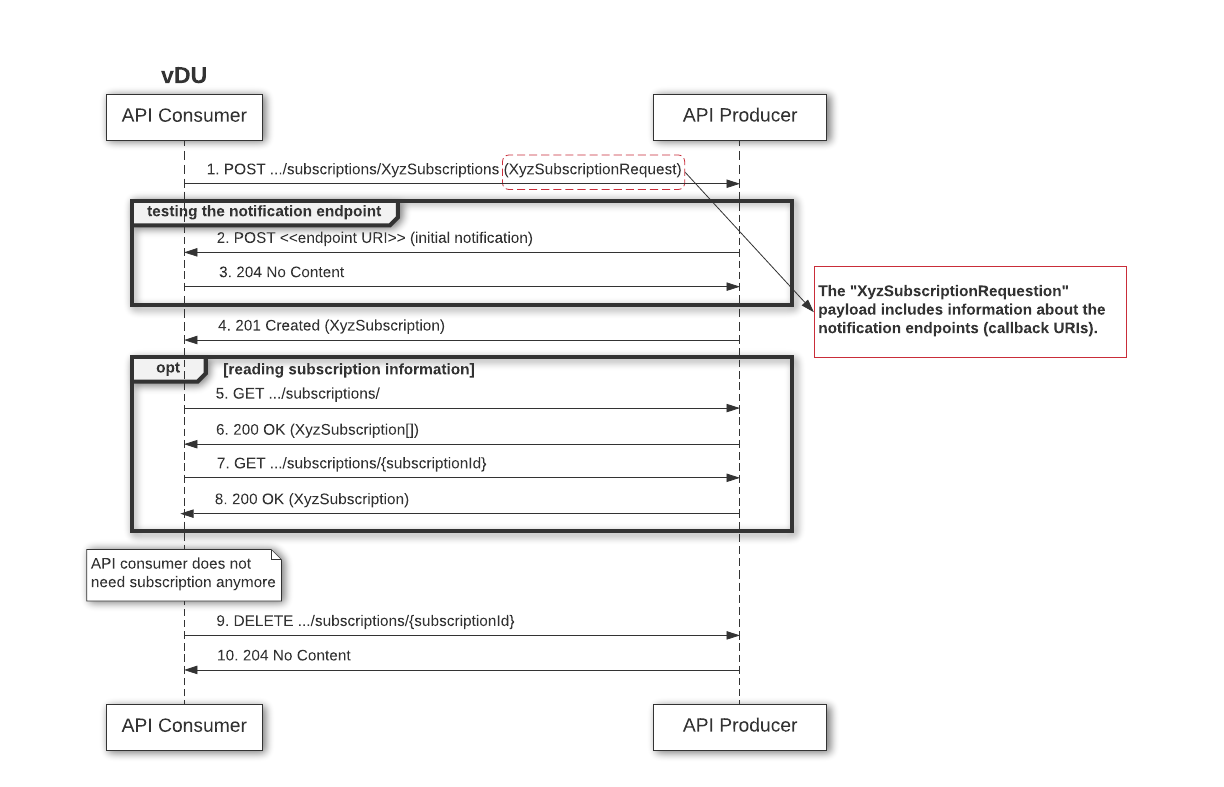 vDU
API Consumer
API Producer
1. POST .../subscriptions/XyzSubscriptions (XyzSubscriptionRequest)
testing the notification endpoint
2. POST <<endpoint URI>> (initial notification)
3. 204 No Content
The "XyzSubscriptionRequestion"
payload includes information about the
notification endpoints (callback URIs).
4. 201 Created (XyzSubscription)
opt
[reading subscription information]
5. GET .../subscriptions/
6. 200 OK (XyzSubscription[])
7. GET .../subscriptions/{subscriptionId}
8. 200 OK (XyzSubscription)
API consumer does not
need subscription anymore
9. DELETE .../subscriptions/{subscriptionId}
10. 204 No Content
API Consumer
API Producer